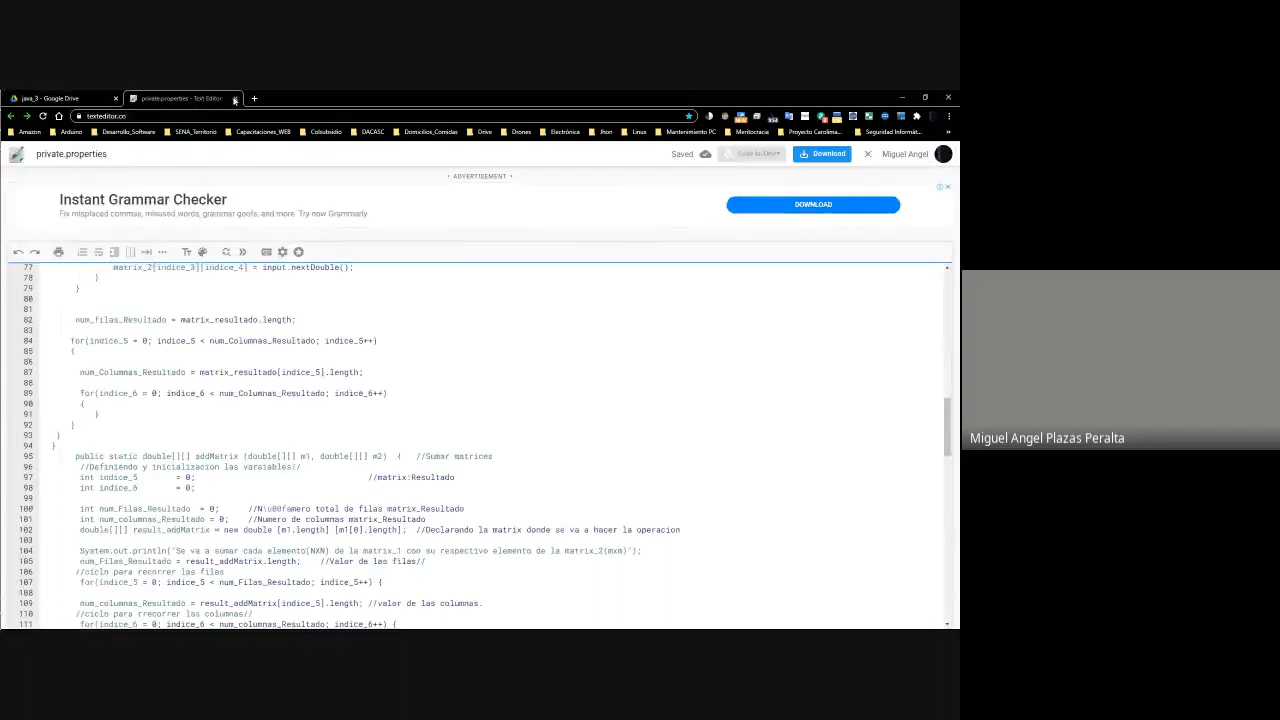 java_3 - Google Drive
private.properties - Text Editor
texteditor.co
Amazon
Arduino
Desarrollo_Software
SENA_Territorio
Capacitaciones_WEB
Colsubsidio
DACASC
Domicilios_Comidas
Drive
Drones
Electrónica
Jhon
Linux
Mantenimiento PC
Meritocracia
Proyecto Carolima...
Seguridad Informát...
private.properties
Saved
Save to Drive
Download
Miguel Angel
• ADVERTISEMENT •
Instant Grammar Checker
Fix misplaced commas, misused words, grammar goofs, and more. Try now Grammarly
DOWNLOAD
77 matrix_2[indice_3][indice_4] = input.nextDouble();
78 }
79 }
80
81
82 num_filas_Resultado = matrix_resultado.length;
83
84 for(indice_5 = 0; indice_5 < num_Columnas_Resultado; indice_5++)
85 {
86
87 num_Columnas_Resultado = matrix_resultado[indice_5].length;
88
89 for(indice_6 = 0; indice_6 < num_Columnas_Resultado; indice_6++)
90 {
91 }
92 }
93 }
94 }
95 public static double[][] addMatrix (double[][] m1, double[][] m2) { //Sumar matrices
96 //Definiendo y inicializacion las varaiables//
97 int indice_5 = 0; //matrix:Resultado
98 int indice_6 = 0;
99
100 int num_Filas_Resultado = 0; //N\u00famero total de filas matrix_Resultado
101 int num_columnas_Resultado = 0; //Numero de columnas matrix_Resultado
102 double[][] result_addMatrix = new double [m1.length] [m1[0].length]; //Declarando la matrix donde se va a hacer la operacion
103
104 System.out.println("Se va a sumar cada elemento(NXN) de la matrix_1 con su respectivo elemento de la matrix_2(mxm)");
105 num_Filas_Resultado = result_addMatrix.length; //Valor de las filas//
106 //ciclo para recorrer las filas
107 for(indice_5 = 0; indice_5 < num_Filas_Resultado; indice_5++) {
108
109 num_columnas_Resultado = result_addMatrix[indice_5].length; //valor de las columnas.
110 //ciclo para rrecorrer las columnas//
111 for(indice_6 = 0; indice_6 < num_columnas_Resultado; indice_6++) {
Miguel Angel Plazas Peralta